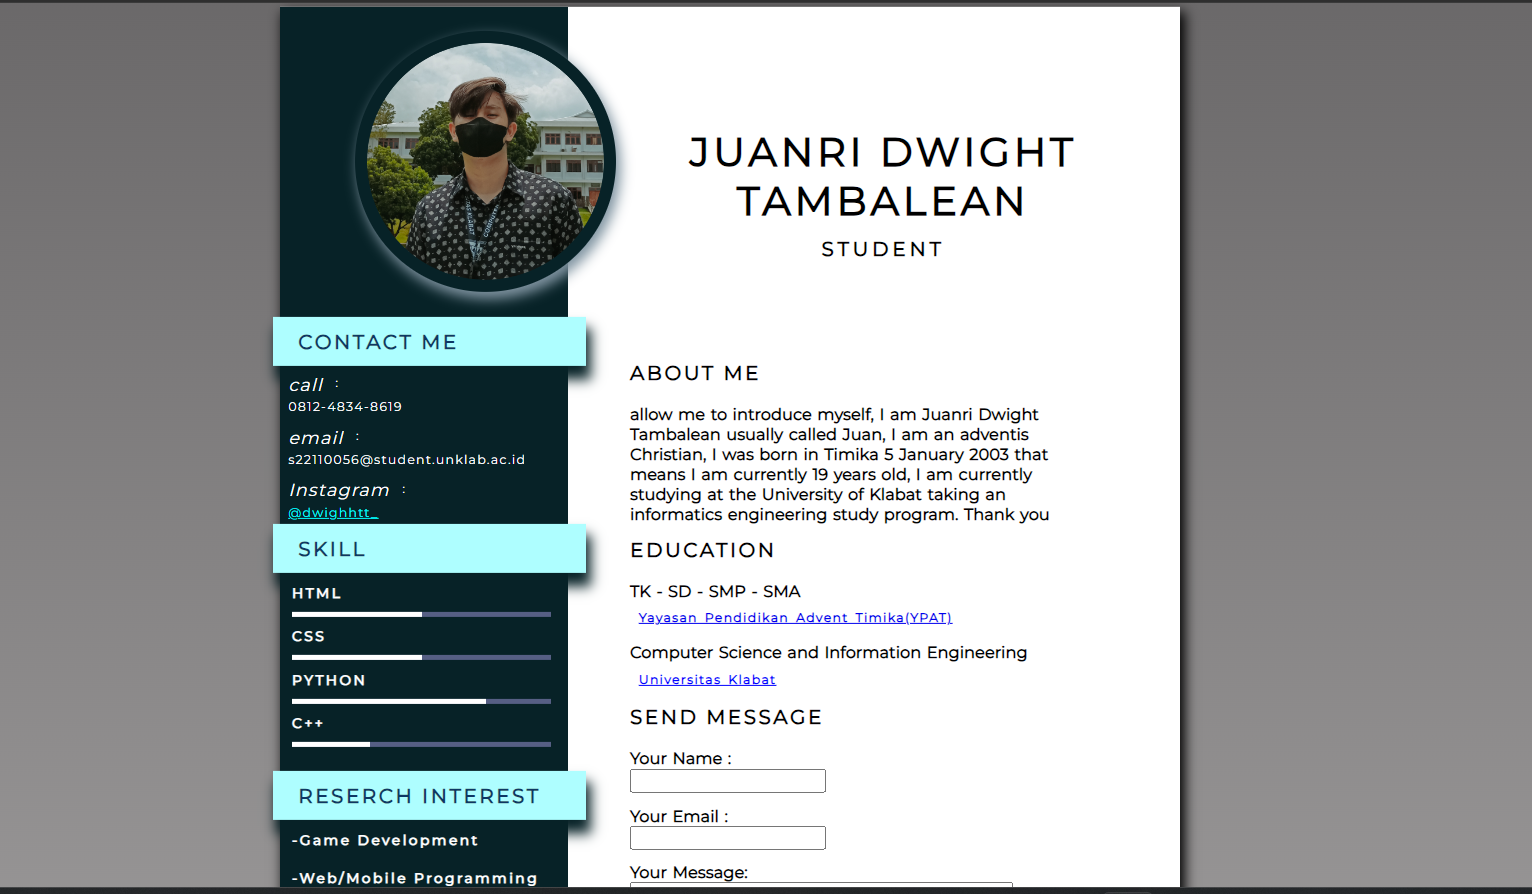 JUANRI DWIGHT
TAMBALEAN
STUDENT
CONTACT ME
call :
0812-4834-8619
email :
s22110056@student.unklab.ac.id
Instagram :
@dwighhtt_
SKILL
HTML
CSS
PYTHON
C++
RESERCH INTEREST
-Game Development
-Web/Mobile Programming
ABOUT ME
allow me to introduce myself, I am Juanri Dwight
Tambalean usually called Juan, I am an adventis
Christian, I was born in Timika 5 January 2003 that
means I am currently 19 years old, I am currently
studying at the University of Klabat taking an
informatics engineering study program. Thank you
EDUCATION
TK - SD - SMP - SMA
Yayasan Pendidikan Advent Timika(YPAT)
Computer Science and Information Engineering
Universitas Klabat
SEND MESSAGE
Your Name :
Your Email :
Your Message: